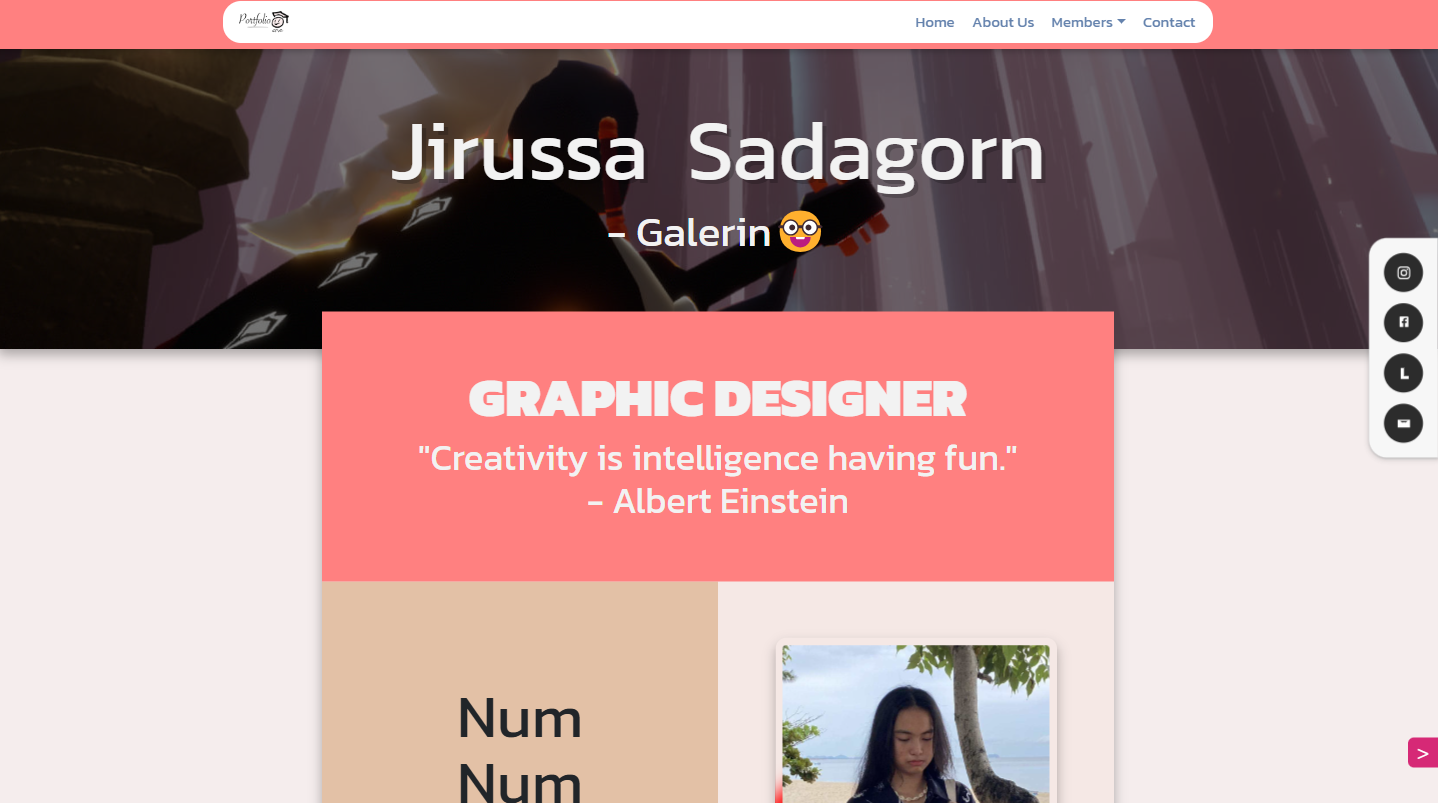 Portfolio
Home About Us Members Contact
Jirussa Sadagorn
- Galerin
GRAPHIC DESIGNER
"Creativity is intelligence having fun."
- Albert Einstein
L
Num
Num
>